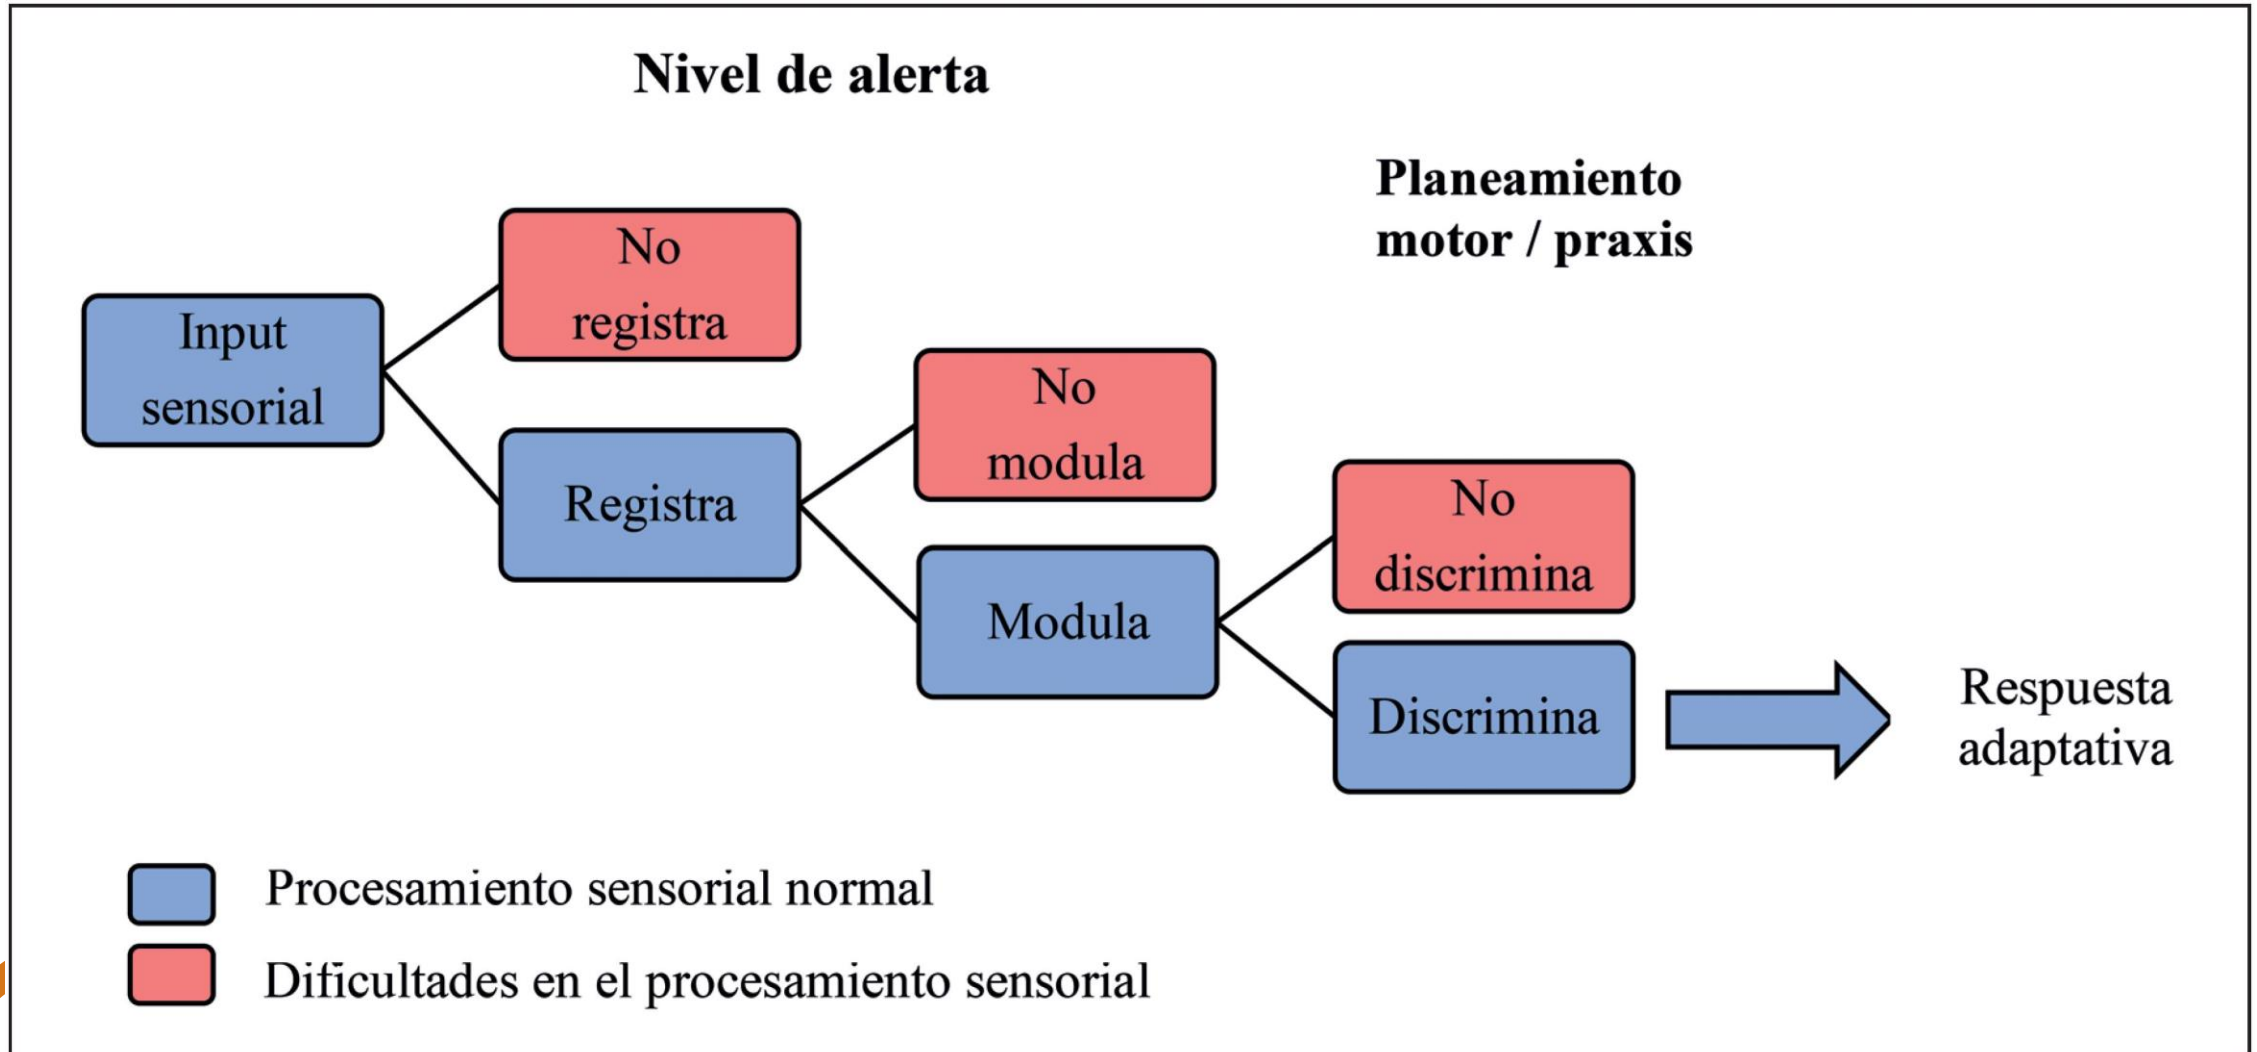 Nivel de alerta
Planeamiento
motor / praxis
No
registra
Input
sensorial
No
modula
Registra
No
discrimina
Modula
Discrimina
Respuesta
adaptativa
Procesamiento sensorial normal
Dificultades en el procesamiento sensorial